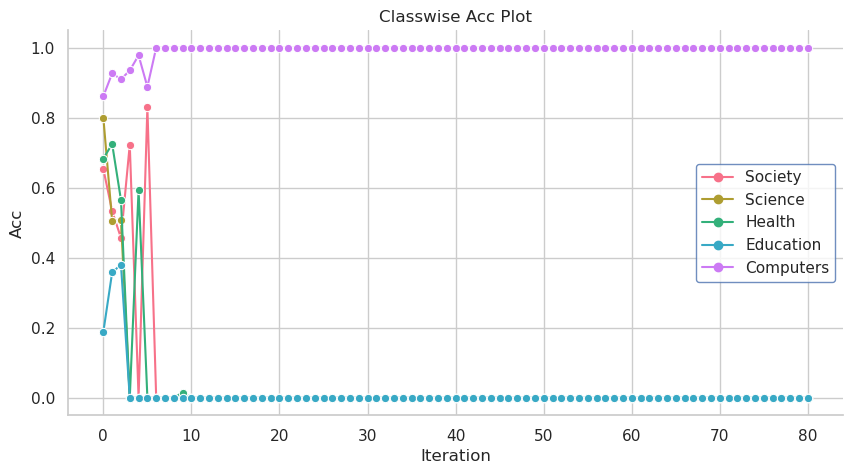 Classwise Acc Plot
1.0
0.8
0.6
0.4
0.2
0.0
Acc
Society
Science
Health
Education
Computers
0 10 20 30 40 50 60 70 80
Iteration